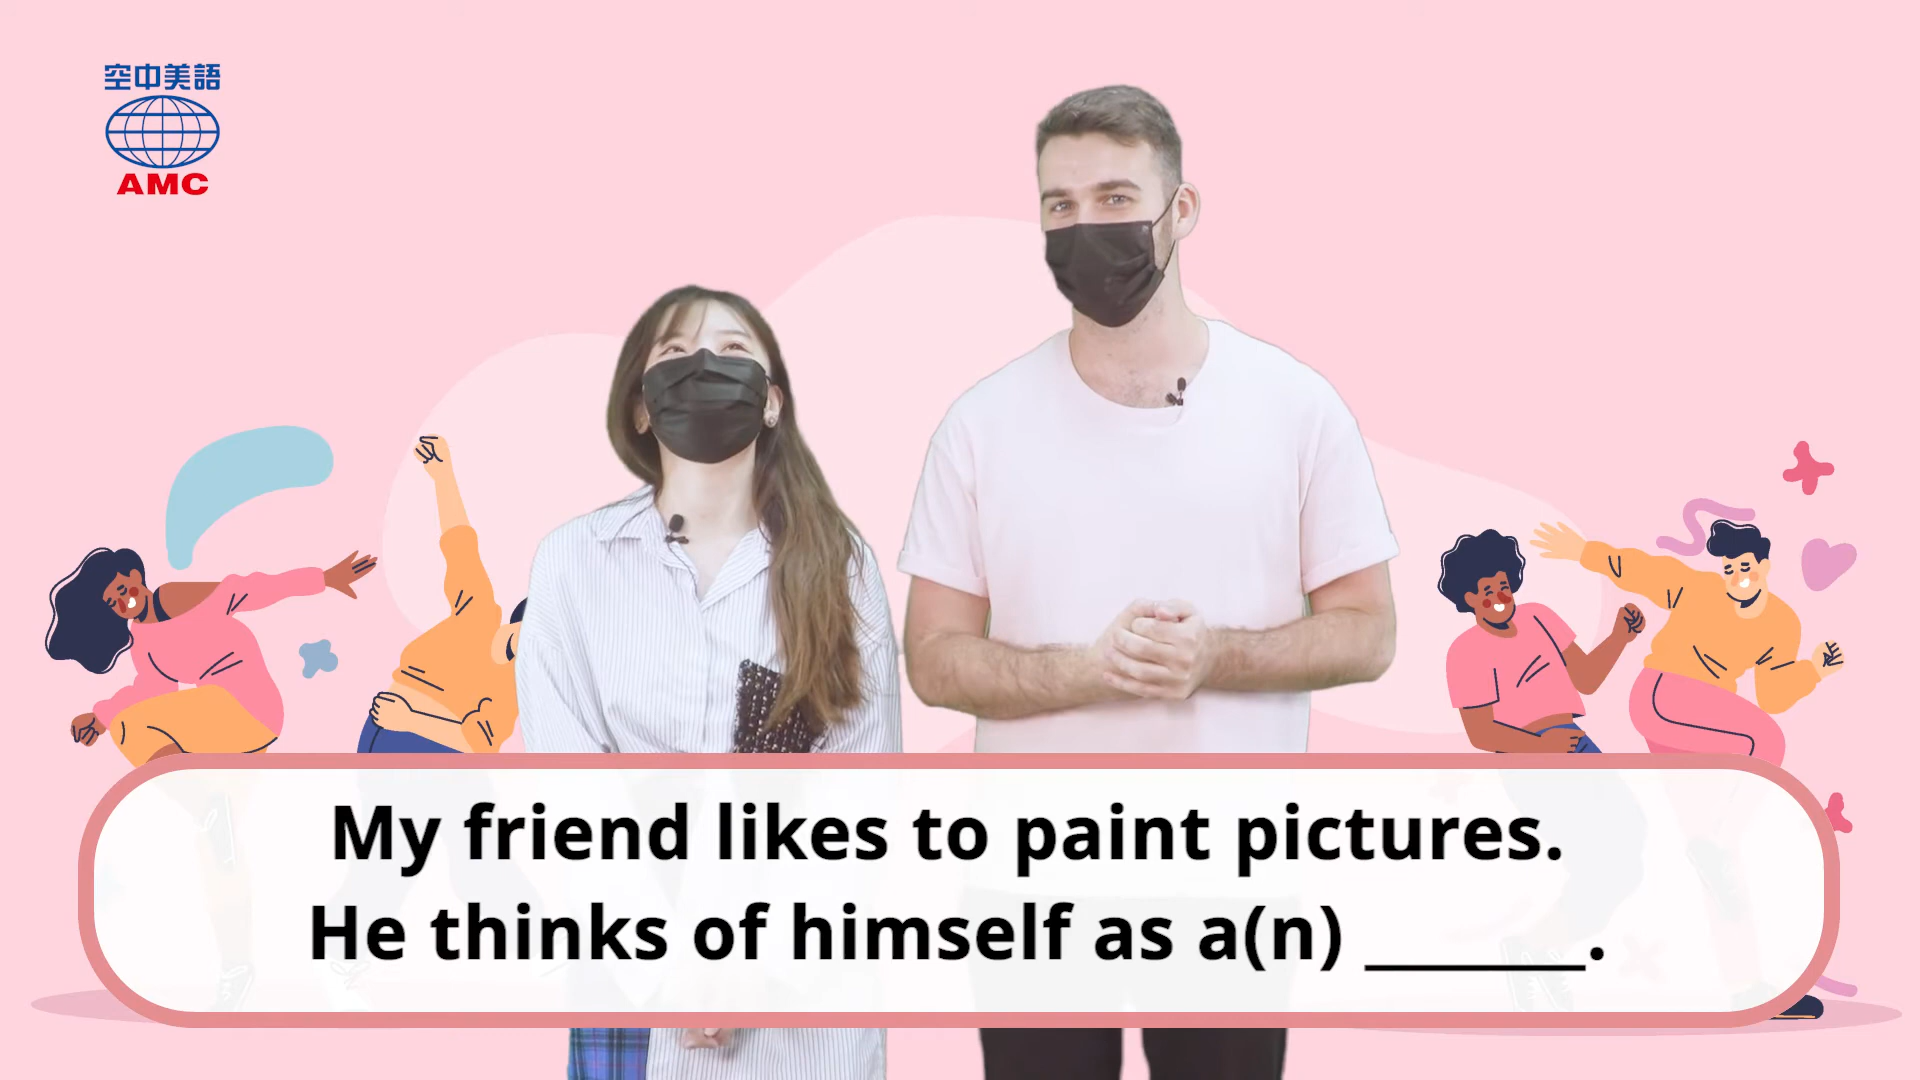 空中美語
AMC
My friend likes to paint pictures.
He thinks of himself as a(n) ______.